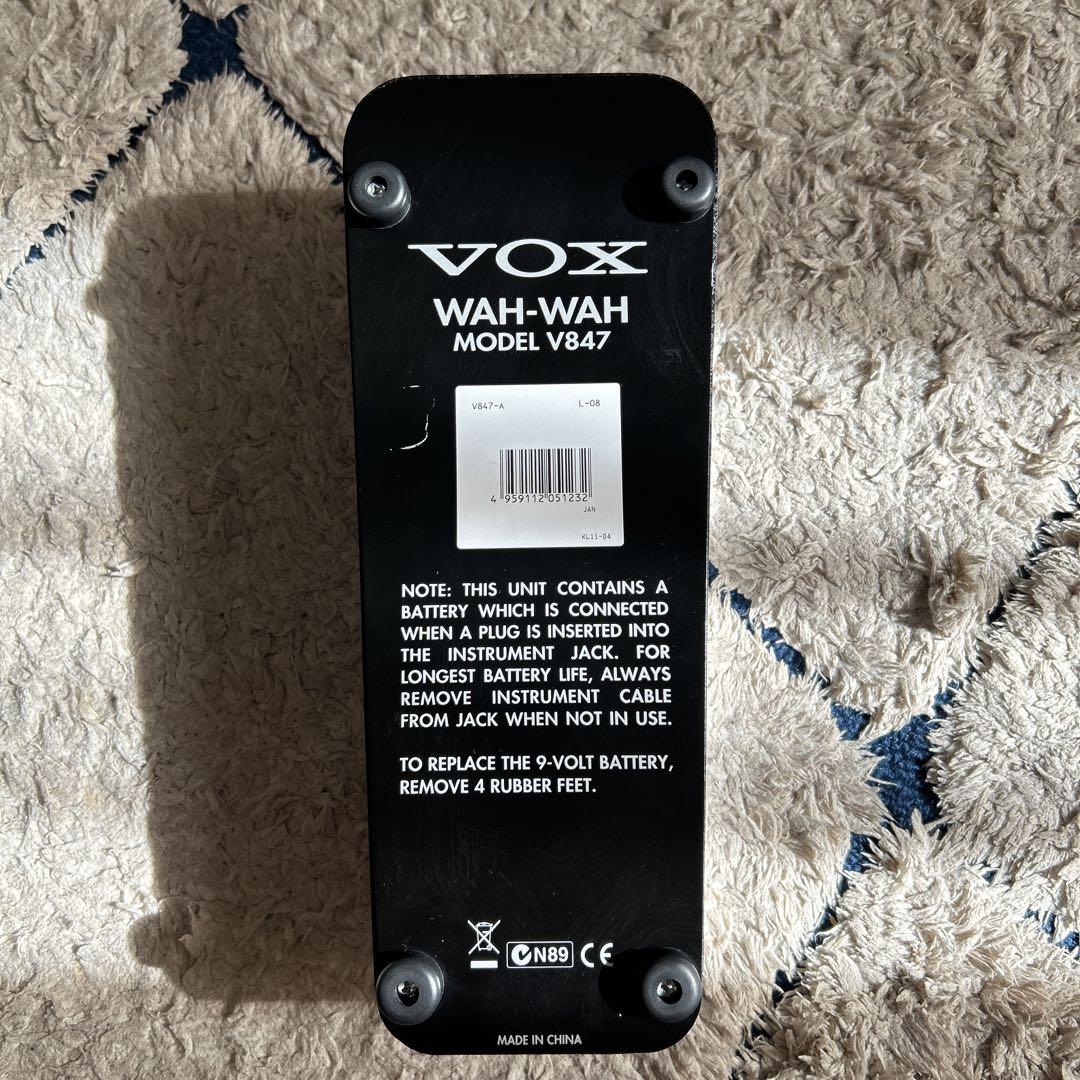 VOX
WAH-WAH
MODEL V847
V847-A L-08
4 959112 051232
JAN
KL11-04
NOTE: THIS UNIT CONTAINS A
BATTERY WHICH IS CONNECTED
WHEN A PLUG IS INSERTED INTO
THE INSTRUMENT JACK. FOR
LONGEST BATTERY LIFE, ALWAYS
REMOVE INSTRUMENT CABLE
FROM JACK WHEN NOT IN USE.
TO REPLACE THE 9-VOLT BATTERY,
REMOVE 4 RUBBER FEET.
N89 CE
MADE IN CHINA